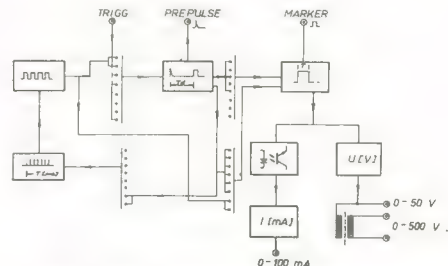 TRIGG
PREPULSE
MARKER
U[V]
I[mA]
0-50 V
0-500 V.
0-100 mA